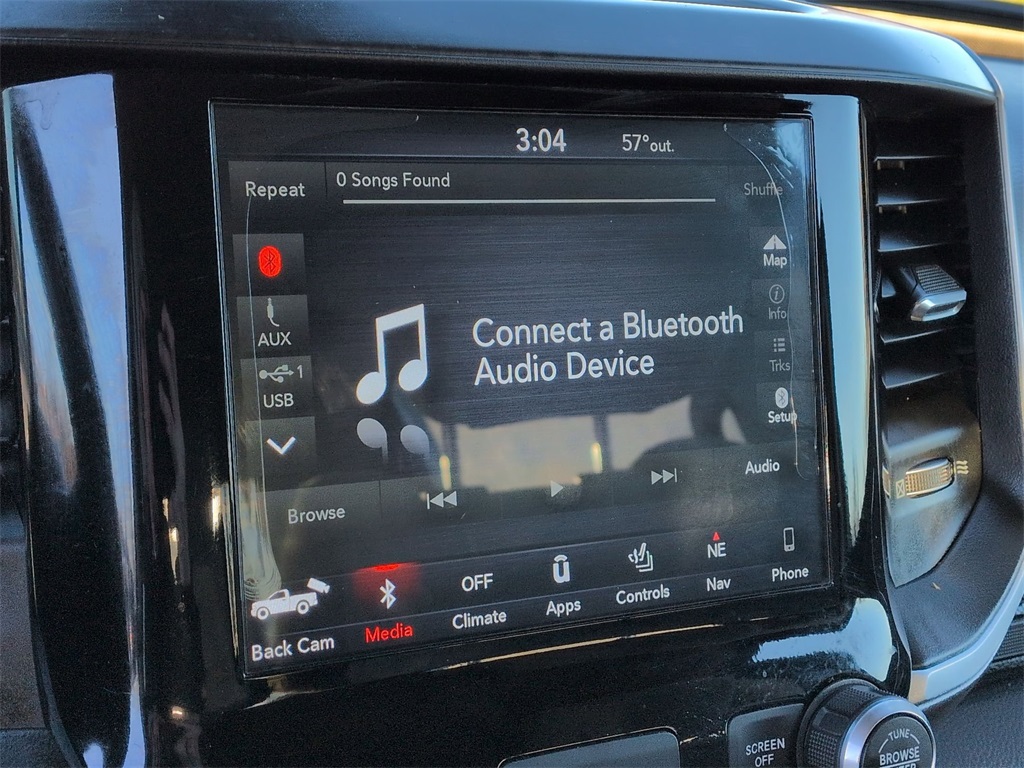 3:04 57°out.
Repeat 0 Songs Found Shuffle
Map
AUX
Info
Connect a Bluetooth
Audio Device
1
USB
Trks
Setup
Audio
Browse
OFF NE
Back Cam Media Climate Apps Controls Nav Phone
SCREEN
OFF
TUNE
BROWSE